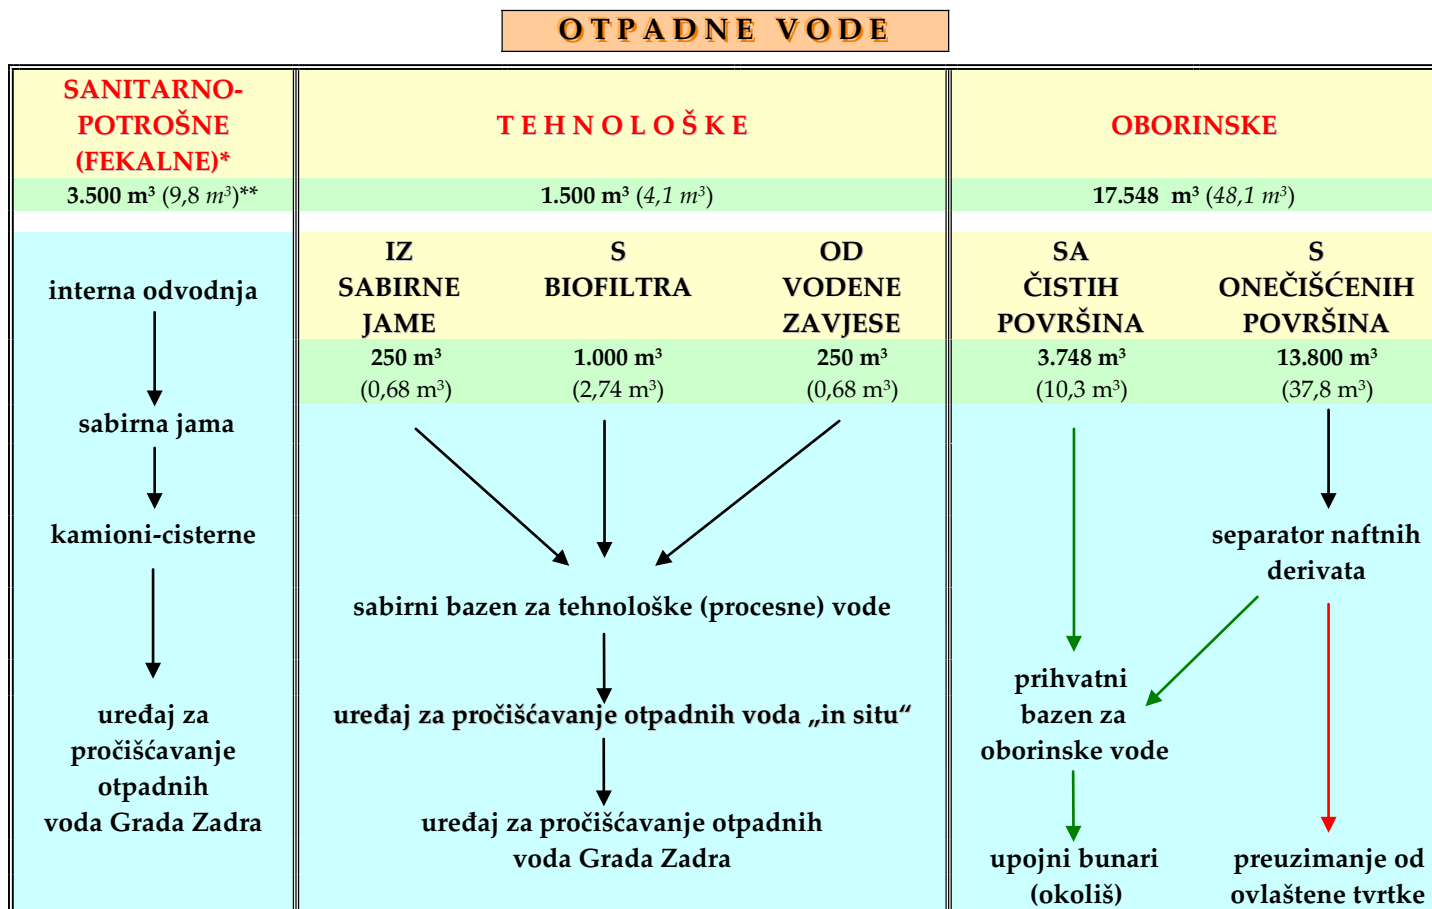 OTPADNE VODE
SANITARNO-
POTROŠNE
(FEKALNE)*
TEHNOLOŠKE
OBORINSKE
3.500 m³ (9,8 m³)**
1.500 m³ (4,1 m³)
17.548 m³ (48,1 m³)
interna odvodnja
sabirna jama
kamioni-cisterne
uređaj za
pročišćavanje
otpadnih
voda Grada Zadra
IZ
SABIRNE
JAME
250 m³
(0,68 m³)
S
BIOFILTRA
1.000 m³
(2,74 m³)
OD
VODENE
ZAVJESE
250 m³
(0,68 m³)
sabirni bazen za tehnološke (procesne) vode
uređaj za pročišćavanje otpadnih voda „in situ“
uređaj za pročišćavanje otpadnih
voda Grada Zadra
SA
ČISTIH
POVRŠINA
3.748 m³
(10,3 m³)
S
ONEČIŠĆENIH
POVRŠINA
13.800 m³
(37,8 m³)
separator naftnih
derivata
prihvatni
bazen za
oborinske vode
upojni bunari
(okoliš)
preuzimanje od
ovlaštene tvrtke